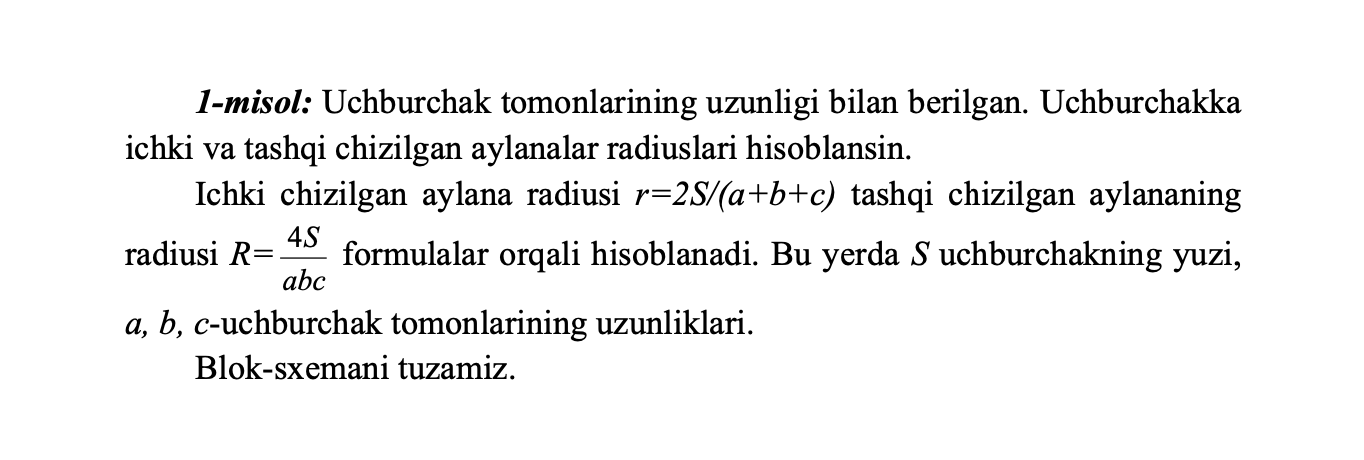 1-misol: Uchburchak tomonlarining uzunligi bilan berilgan. Uchburchakka
ichki va tashqi chizilgan aylanalar radiuslari hisoblansin.
Ichki chizilgan aylana radiusi r=2S/(a+b+c) tashqi chizilgan aylananing
radiusi R= 4S/abc formulalar orqali hisoblanadi. Bu yerda S uchburchakning yuzi,
a, b, c-uchburchak tomonlarining uzunliklari.
Blok-sxemani tuzamiz.